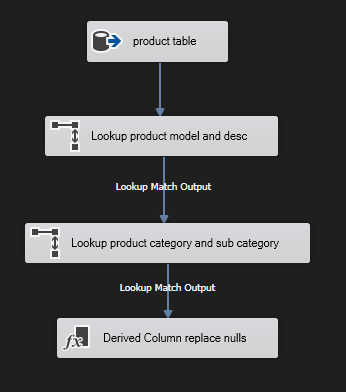 product table
Lookup product model and desc
Lookup Match Output
Lookup product category and sub category
Lookup Match Output
fx
Derived Column replace nulls